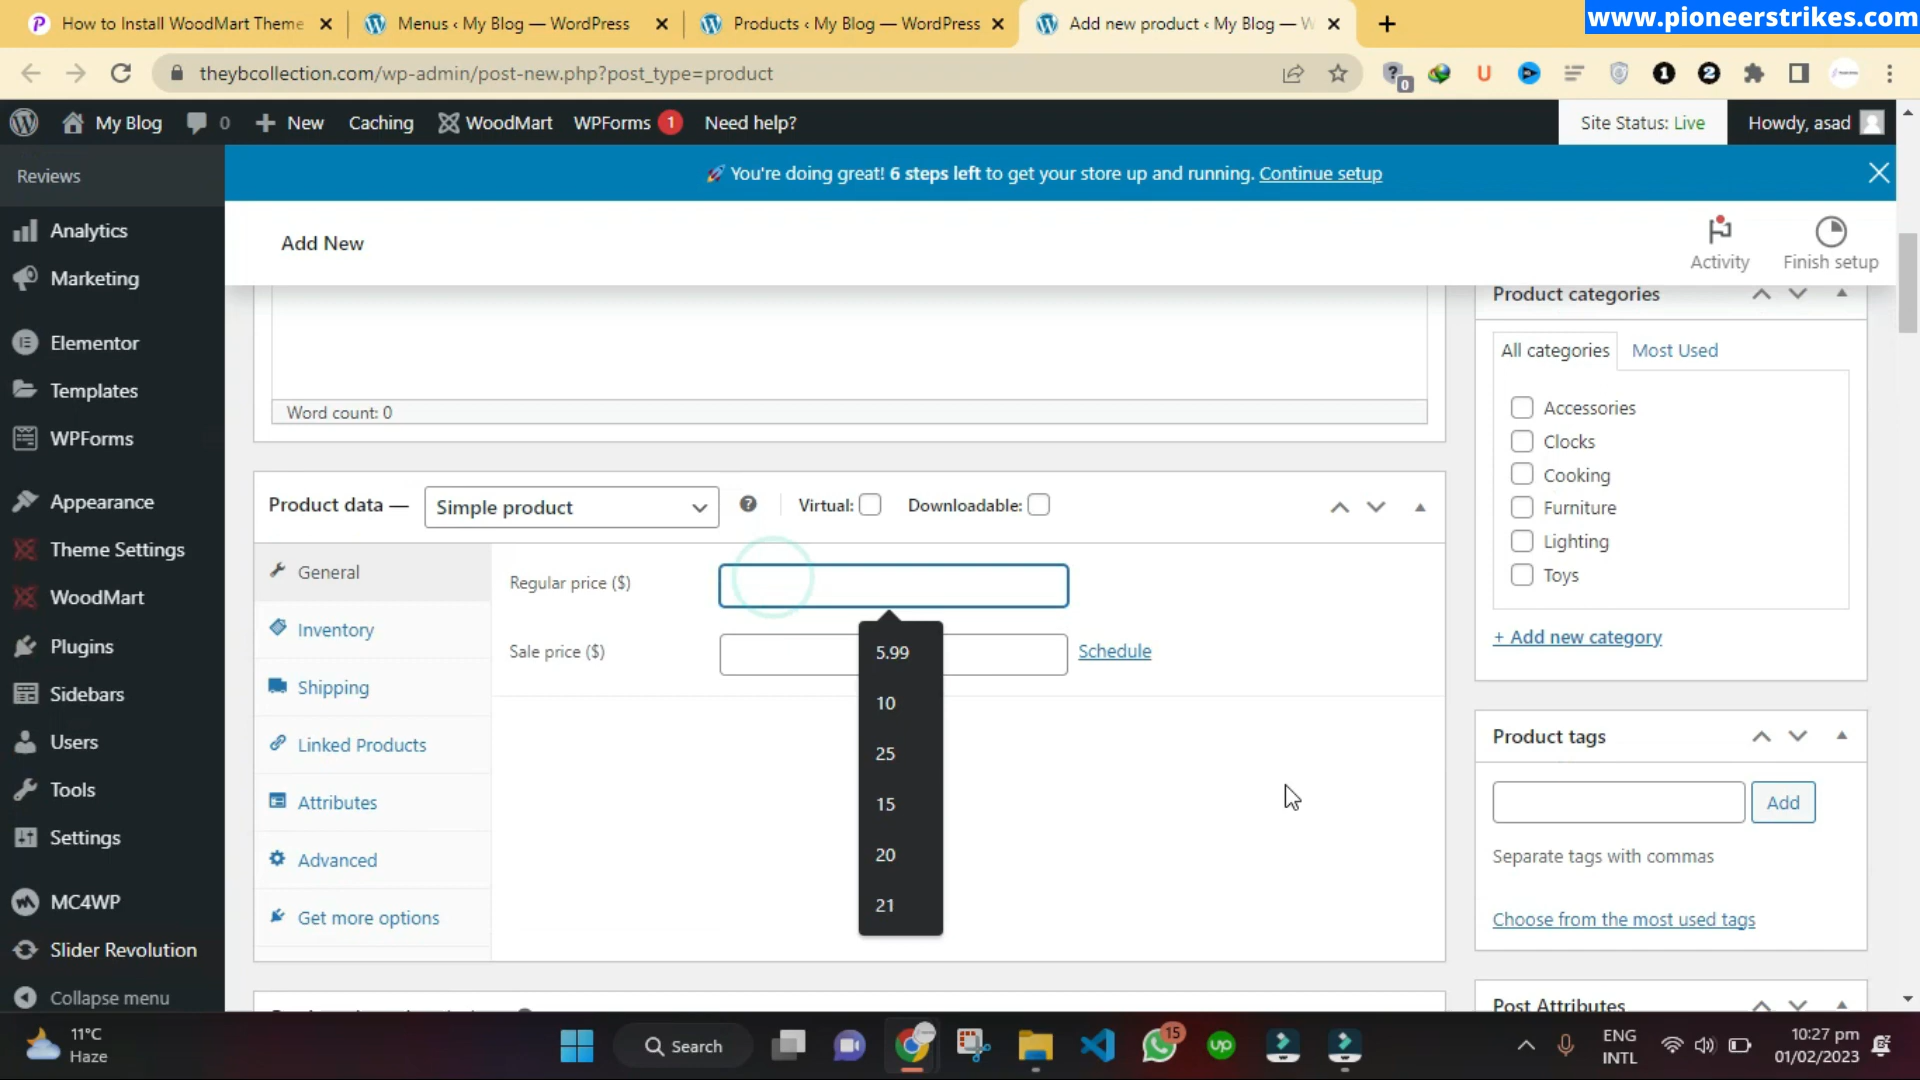 www.pioneerstrikes.com
How to Install WoodMart Theme
Menus ‹ My Blog — WordPress
Products ‹ My Blog — WordPress
Add new product ‹ My Blog — W
theybcollection.com/wp-admin/post-new.php?post_type=product
0
1
2
My Blog
0
New
Caching
WoodMart
WPForms 1
Need help?
Site Status: Live
Howdy, asad
You're doing great! 6 steps left to get your store up and running. Continue setup
Reviews
Analytics
Marketing
Elementor
Templates
WPForms
Appearance
Theme Settings
WoodMart
Plugins
Sidebars
Users
Tools
Settings
MC4WP
Slider Revolution
Collapse menu
Add New
Activity
Finish setup
Word count: 0
Product data —
Simple product
Virtual:
Downloadable:
General
Inventory
Shipping
Linked Products
Attributes
Advanced
Get more options
Regular price ($)
Sale price ($)
Schedule
5.99
10
25
15
20
21
Product categories
All categories
Most Used
Accessories
Clocks
Cooking
Furniture
Lighting
Toys
+ Add new category
Product tags
Add
Separate tags with commas
Choose from the most used tags
Post Attributes
11°C
Haze
Search
15
up
ENG
INTL
10:27 pm
01/02/2023